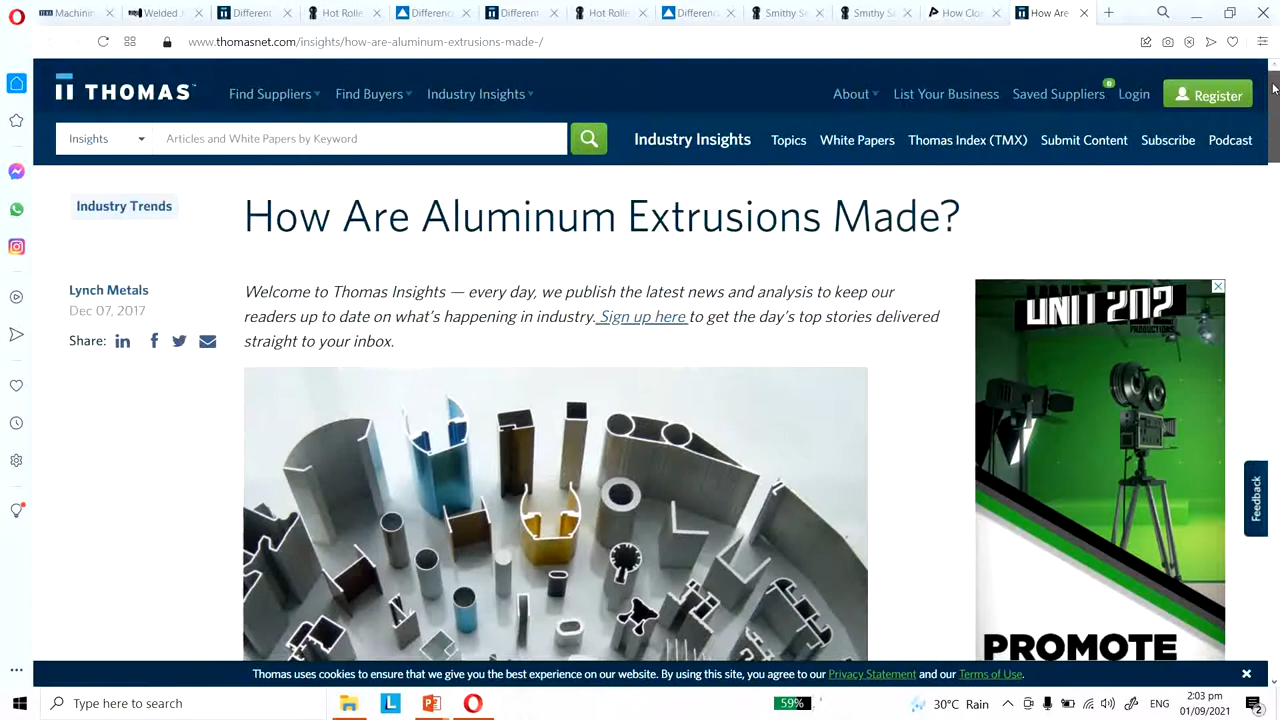 Machinin
Welded J
Different
Hot Rolle
Differenc
Different
Hot Rolle
Differenc
Smithy Se
Smithy Sa
How Clo
How Are
www.thomasnet.com/insights/how-are-aluminum-extrusions-made-/
THOMAS
Find Suppliers
Find Buyers
Industry Insights
About
List Your Business
Saved Suppliers
0
Login
Register
Insights
Articles and White Papers by Keyword
Industry Insights
Topics
White Papers
Thomas Index (TMX)
Submit Content
Subscribe
Podcast
Industry Trends
How Are Aluminum Extrusions Made?
Lynch Metals
Dec 07, 2017
Share:
Welcome to Thomas Insights — every day, we publish the latest news and analysis to keep our
readers up to date on what's happening in industry. Sign up here to get the day's top stories delivered
straight to your inbox.
UNIT 202
PRODUCTIONS
PROMOTE
Feedback
Thomas uses cookies to ensure that we give you the best experience on our website. By using this site, you agree to our Privacy Statement and our Terms of Use.
Type here to search
59%
30°C Rain
ENG
2:03 pm
01/09/2021
2